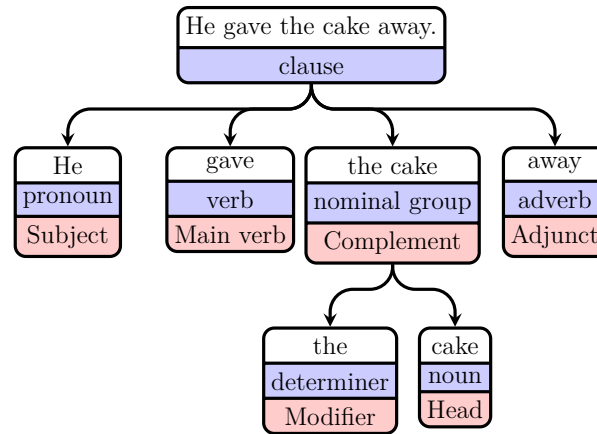 He gave the cake away.
clause
He
pronoun
Subject
gave
verb
Main verb
the cake
nominal group
Complement
away
adverb
Adjunct
the
determiner
Modifier
cake
noun
Head